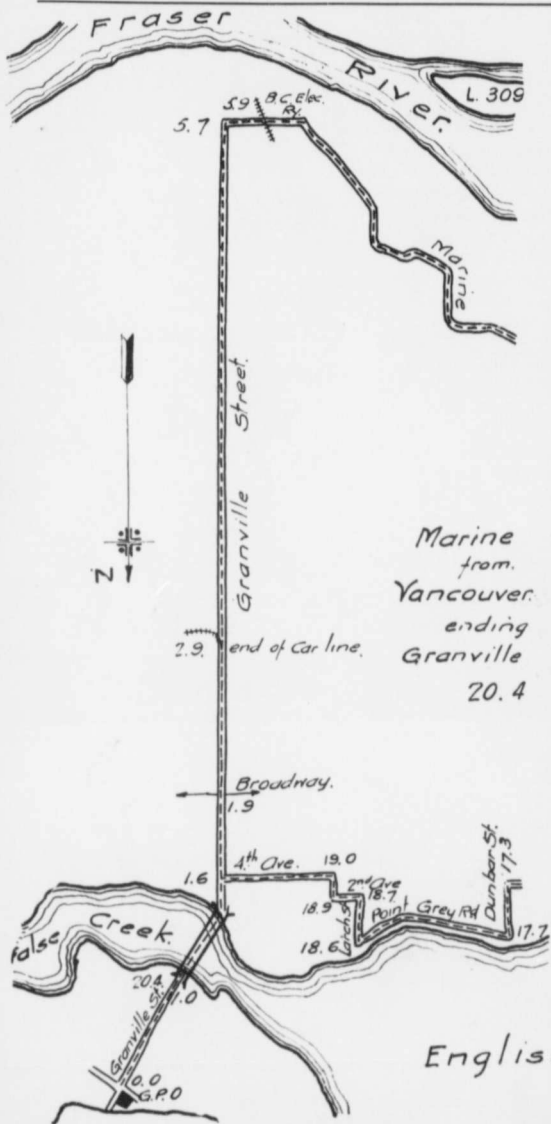 Fraser
River.
L. 309
5.9
B.C. Elec.
Ry.
5.7
Marine
Granville Street
N
Marine
from.
Vancouver.
ending
Granville
20.4
2.9.
end of Car line.
Broadway.
1.9
4th Ave.
19.0
1.6
2nd Ave
18.7
18.9
Larch St
Point Grey Rd
Dunbar St.
17.3
17.7
18.6
False Creek.
20.4
1.0
Granville St.
0.0
G.P.O
Englis